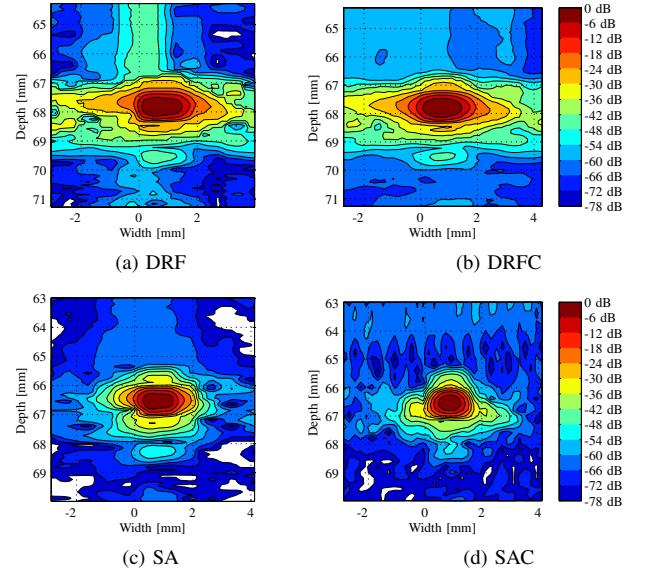 65
66
67
68
69
70
71
Depth [mm]
-2
0
2
Width [mm]
(a) DRF
65
66
67
68
69
70
71
Depth [mm]
-2
0
2
4
Width [mm]
(b) DRFC
0 dB
-6 dB
-12 dB
-18 dB
-24 dB
-30 dB
-36 dB
-42 dB
-48 dB
-54 dB
-60 dB
-66 dB
-72 dB
-78 dB
63
64
65
66
67
68
69
Depth [mm]
-2
0
2
4
Width [mm]
(c) SA
63
64
65
66
67
68
69
Depth [mm]
-2
0
2
4
Width [mm]
(d) SAC
0 dB
-6 dB
-12 dB
-18 dB
-24 dB
-30 dB
-36 dB
-42 dB
-48 dB
-54 dB
-60 dB
-66 dB
-72 dB
-78 dB